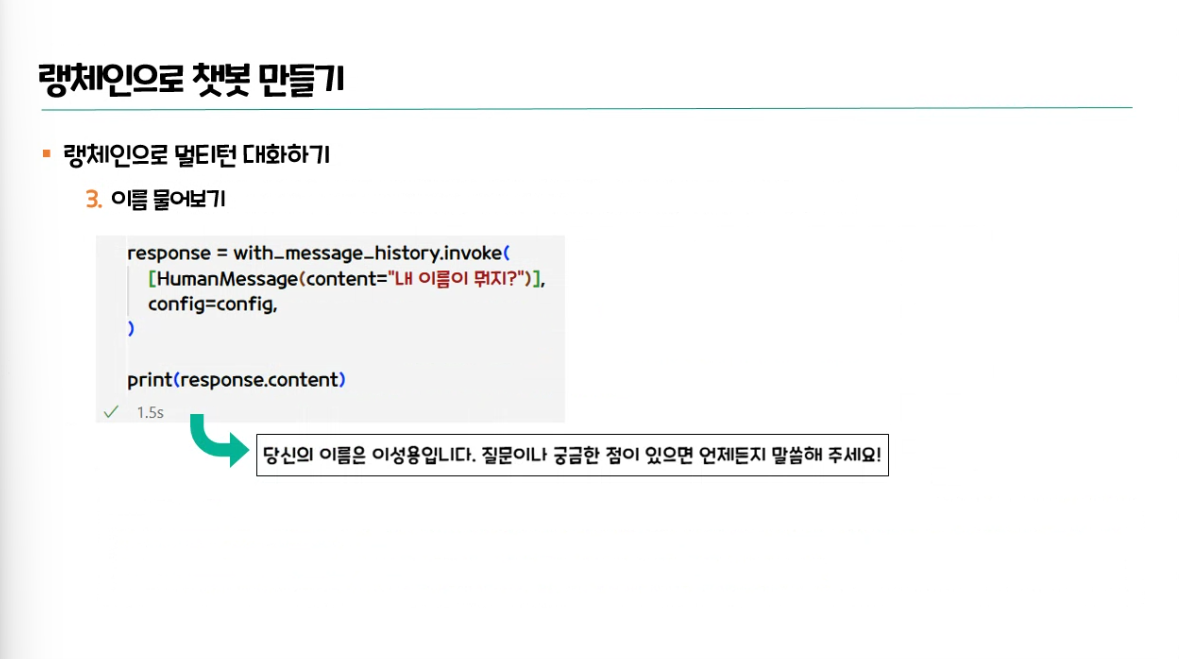 랭체인으로 챗봇 만들기
▪ 랭체인으로 멀티턴 대화하기
3. 이름 물어보기
response = with_message_history.invoke(
[HumanMessage(content="내 이름이 뭐지?")],
config=config,
)
print(response.content)
✓ 1.5s
당신의 이름은 이성용입니다. 질문이나 궁금한 점이 있으면 언제든지 말씀해 주세요!